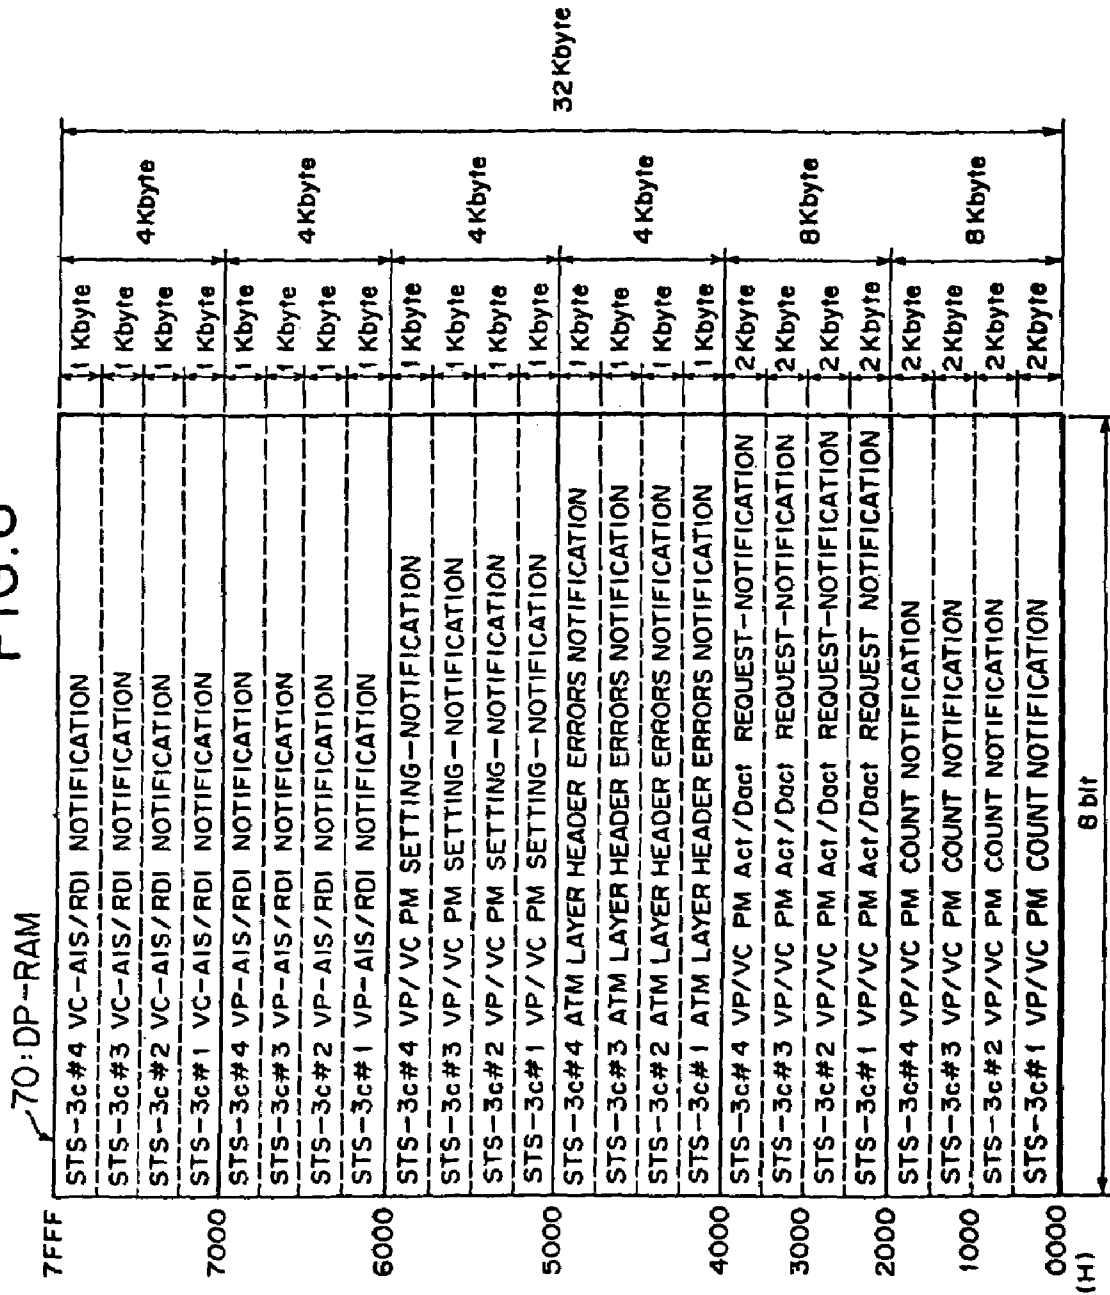 FIG.8
70:DP-RAM
7FFF
STS-3c#4 VC-AIS/RDI NOTIFICATION 1 Kbyte
STS-3c#3 VC-AIS/RDI NOTIFICATION 1 Kbyte
STS-3c#2 VC-AIS/RDI NOTIFICATION 1 Kbyte
STS-3c#1 VC-AIS/RDI NOTIFICATION 1 Kbyte
4Kbyte
7000
STS-3c#4 VP-AIS/RDI NOTIFICATION 1 Kbyte
STS-3c#3 VP-AIS/RDI NOTIFICATION 1 Kbyte
STS-3c#2 VP-AIS/RDI NOTIFICATION 1 Kbyte
STS-3c#1 VP-AIS/RDI NOTIFICATION 1 Kbyte
4Kbyte
6000
STS-3c#4 VP/VC PM SETTING-NOTIFICATION 1 Kbyte
STS-3c#3 VP/VC PM SETTING-NOTIFICATION 1 Kbyte
STS-3c#2 VP/VC PM SETTING-NOTIFICATION 1 Kbyte
STS-3c#1 VP/VC PM SETTING-NOTIFICATION 1 Kbyte
4Kbyte
5000
STS-3c#4 ATM LAYER HEADER ERRORS NOTIFICATION 1 Kbyte
STS-3c#3 ATM LAYER HEADER ERRORS NOTIFICATION 1 Kbyte
STS-3c#2 ATM LAYER HEADER ERRORS NOTIFICATION 1 Kbyte
STS-3c#1 ATM LAYER HEADER ERRORS NOTIFICATION 1 Kbyte
4Kbyte
4000
STS-3c#4 VP/VC PM Act/Dact REQUEST-NOTIFICATION 2Kbyte
STS-3c#3 VP/VC PM Act/Dact REQUEST-NOTIFICATION 2Kbyte
3000
STS-3c#2 VP/VC PM Act/Dact REQUEST-NOTIFICATION 2Kbyte
STS-3c#1 VP/VC PM Act/Dact REQUEST NOTIFICATION 2Kbyte
8Kbyte
2000
STS-3c#4 VP/VC PM COUNT NOTIFICATION 2Kbyte
STS-3c#3 VP/VC PM COUNT NOTIFICATION 2Kbyte
1000
STS-3c#2 VP/VC PM COUNT NOTIFICATION 2Kbyte
STS-3c#1 VP/VC PM COUNT NOTIFICATION 2Kbyte
8Kbyte
0000
(H)
32Kbyte
8 bit